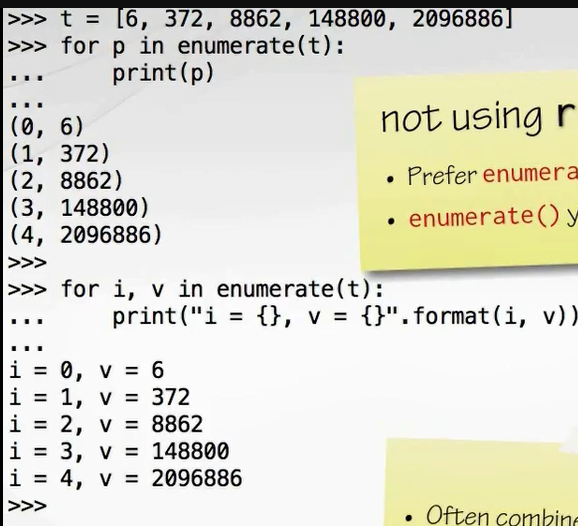 >>> t = [6, 372, 8862, 148800, 2096886]
>>> for p in enumerate(t):
...     print(p)
...
(0, 6)
(1, 372)
(2, 8862)
(3, 148800)
(4, 2096886)
>>>
>>> for i, v in enumerate(t):
...     print("i = {}, v = {}".format(i, v))
...
i = 0, v = 6
i = 1, v = 372
i = 2, v = 8862
i = 3, v = 148800
i = 4, v = 2096886
>>>
not using r
• Prefer enumera
• enumerate() y
• Often combine